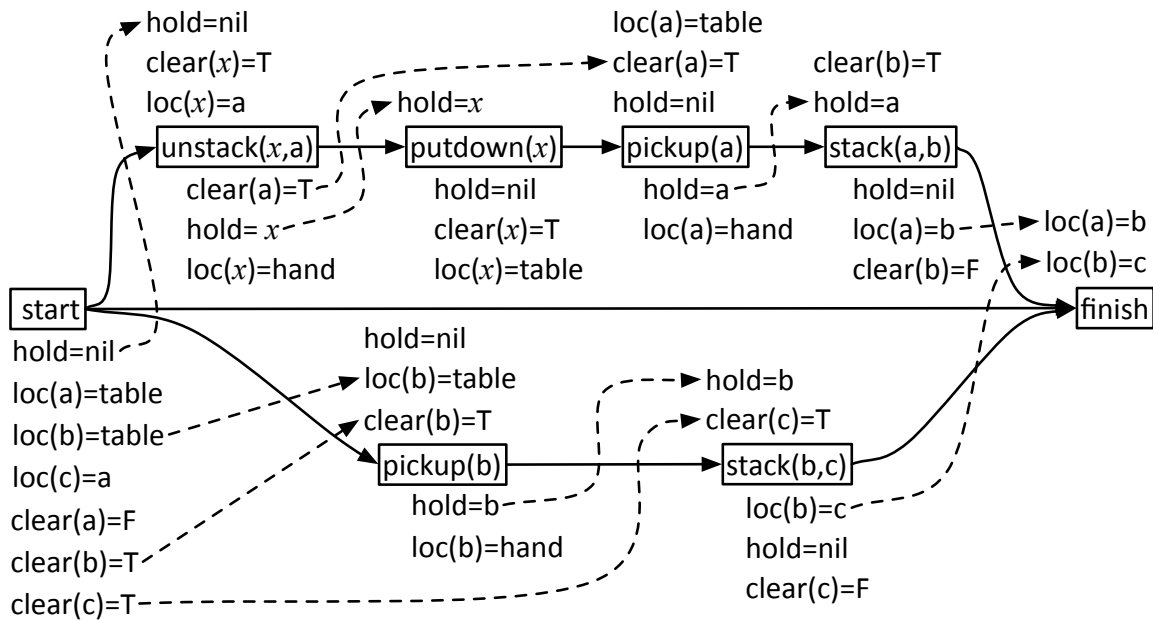 hold=nil
clear(x)=T
loc(x)=a
unstack(x,a)
clear(a)=T
hold= x
loc(x)=hand
hold=x
putdown(x)
hold=nil
clear(x)=T
loc(x)=table
loc(a)=table
clear(a)=T
hold=nil
pickup(a)
hold=a
loc(a)=hand
clear(b)=T
hold=a
stack(a,b)
hold=nil
loc(a)=b
clear(b)=F
loc(a)=b
loc(b)=c
finish
start
hold=nil
loc(a)=table
loc(b)=table
loc(c)=a
clear(a)=F
clear(b)=T
clear(c)=T
hold=nil
loc(b)=table
clear(b)=T
pickup(b)
hold=b
loc(b)=hand
hold=b
clear(c)=T
stack(b,c)
loc(b)=c
hold=nil
clear(c)=F